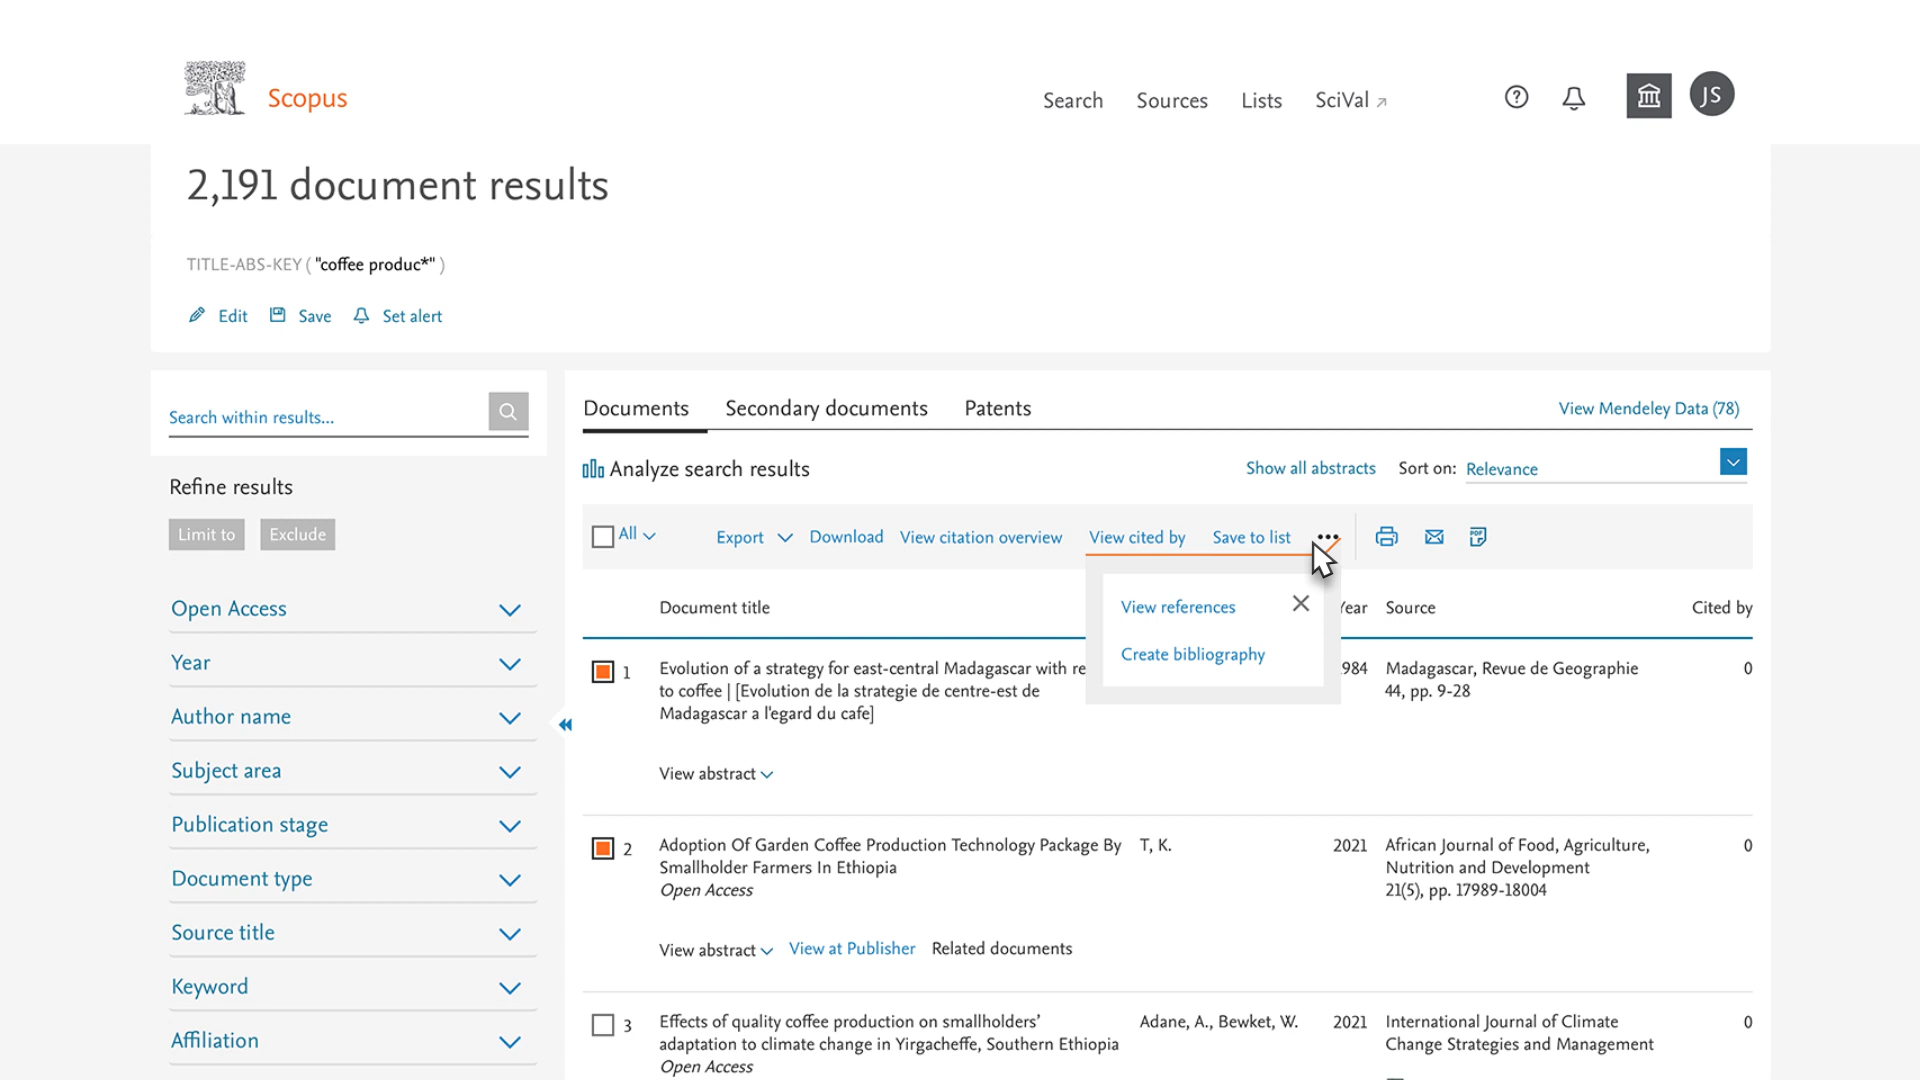 Scopus
Search Sources Lists SciVal
JS
2,191 document results
TITLE-ABS-KEY ( "coffee produc*" )
Edit Save Set alert
Search within results...
Documents Secondary documents Patents View Mendeley Data (78)
Analyze search results Show all abstracts Sort on: Relevance
Refine results
Limit to Exclude
All Export Download View citation overview View cited by Save to list ... PDF
View references
Create bibliography
Open Access
Year
Author name
Subject area
Publication stage
Document type
Source title
Keyword
Affiliation
Document title Year Source Cited by
1 Evolution of a strategy for east-central Madagascar with re 984 Madagascar, Revue de Geographie 0
to coffee | [Evolution de la strategie de centre-est de 44, pp. 9-28
Madagascar a l'egard du cafe]
View abstract
2 Adoption Of Garden Coffee Production Technology Package By T, K. 2021 African Journal of Food, Agriculture, 0
Smallholder Farmers In Ethiopia Nutrition and Development
Open Access 21(5), pp. 17989-18004
View abstract View at Publisher Related documents
3 Effects of quality coffee production on smallholders' Adane, A., Bewket, W. 2021 International Journal of Climate 0
adaptation to climate change in Yirgacheffe, Southern Ethiopia Change Strategies and Management
Open Access